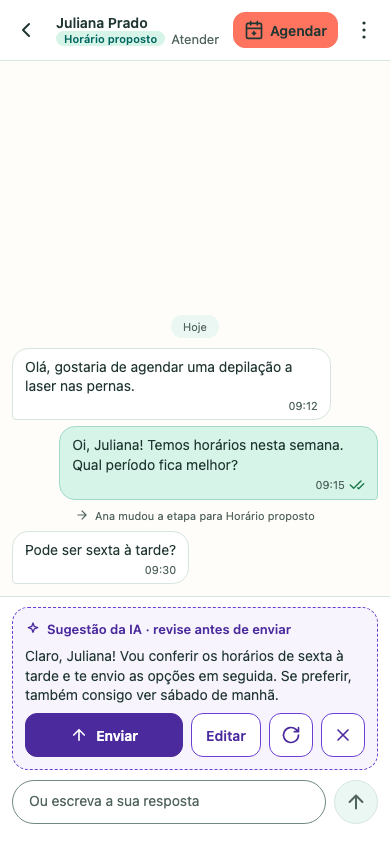 Juliana Prado
Horário proposto Atender
Agendar
Hoje
Olá, gostaria de agendar uma depilação a
laser nas pernas.
09:12
Oi, Juliana! Temos horários nesta semana.
Qual período fica melhor?
09:15
Ana mudou a etapa para Horário proposto
Pode ser sexta à tarde?
09:30
Sugestão da IA · revise antes de enviar
Claro, Juliana! Vou conferir os horários de sexta à
tarde e te envio as opções em seguida. Se preferir,
também consigo ver sábado de manhã.
Enviar
Editar
Ou escreva a sua resposta